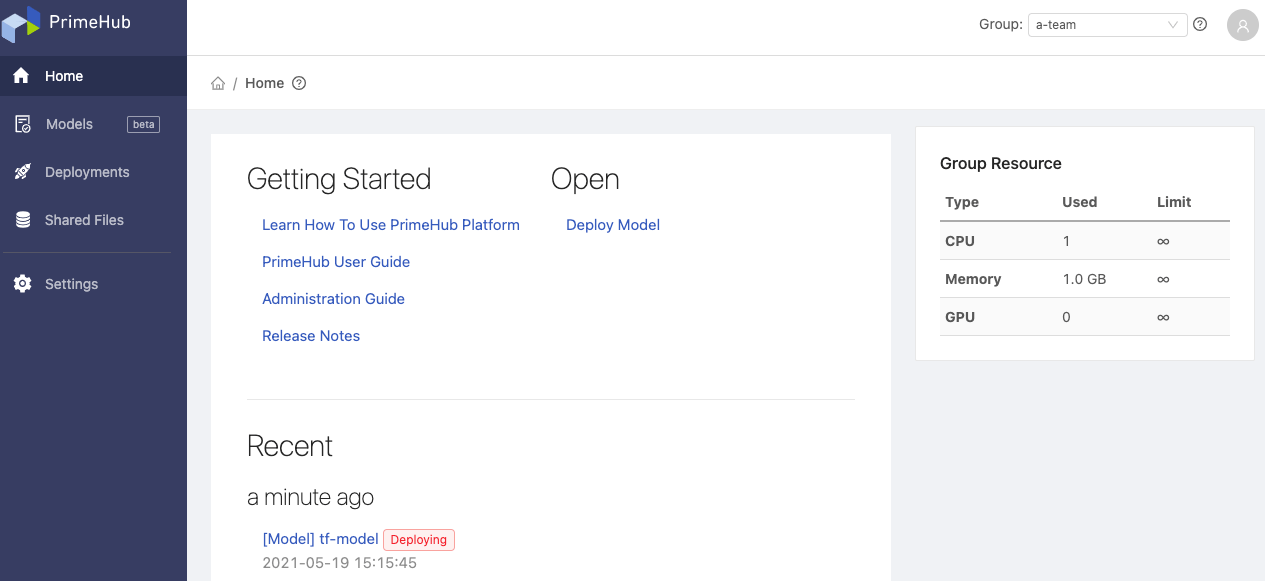 PrimeHub
Group: a-team
Home
Models beta
Deployments
Shared Files
Settings
/ Home
Getting Started
Learn How To Use PrimeHub Platform
PrimeHub User Guide
Administration Guide
Release Notes
Open
Deploy Model
Recent
a minute ago
[Model] tf-model Deploying
2021-05-19 15:15:45
Group Resource
Type Used Limit
CPU 1 ∞
Memory 1.0 GB ∞
GPU 0 ∞